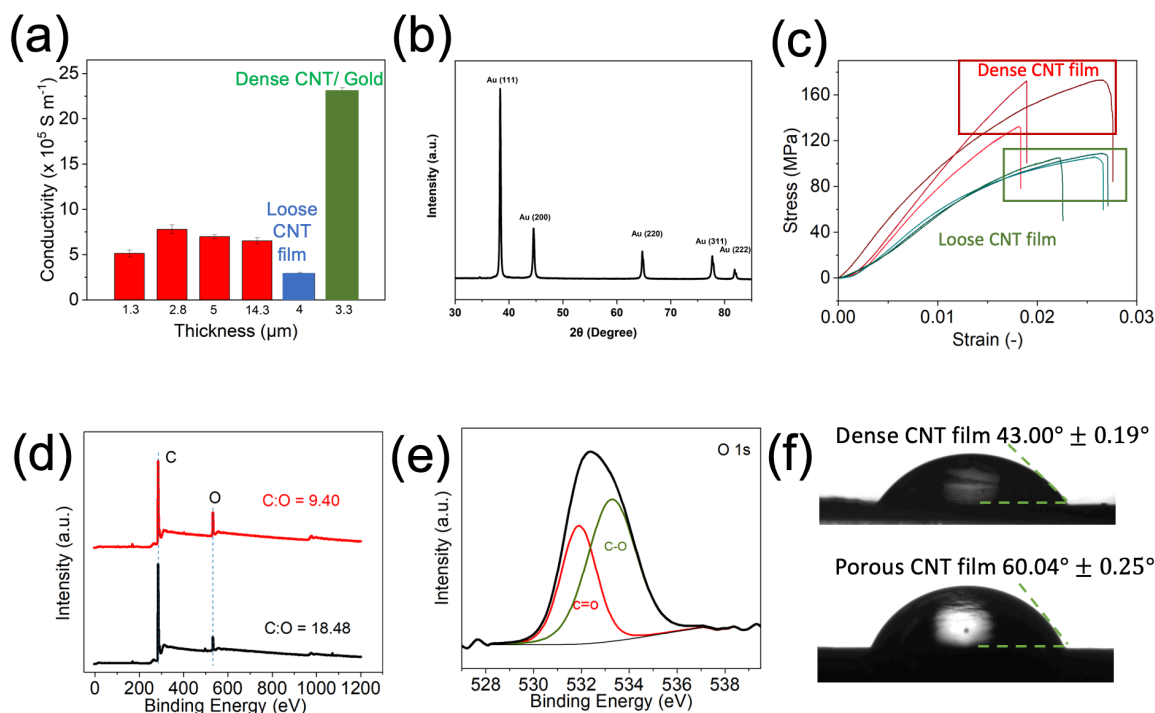 (a)
Dense CNT/ Gold
Loose
CNT
film
25
20
15
10
5
0
Conductivity (x 10⁵ S m⁻¹)
1.3 2.8 5 14.3 4 3.3
Thickness (µm)
(b)
Au (111)
Au (200)
Au (220)
Au (311)
Au (222)
Intensity (a.u.)
30 40 50 60 70 80
2θ (Degree)
(c)
Dense CNT film
Loose CNT film
160
120
80
40
0
Stress (MPa)
0.00 0.01 0.02 0.03
Strain (-)
(d)
C
O
C:O = 9.40
C:O = 18.48
Intensity (a.u.)
0 200 400 600 800 1000 1200
Binding Energy (eV)
(e)
O 1s
C-O
C=O
Intensity (a.u.)
528 530 532 534 536 538
Binding Energy (eV)
(f)
Dense CNT film 43.00° ± 0.19°
Porous CNT film 60.04° ± 0.25°